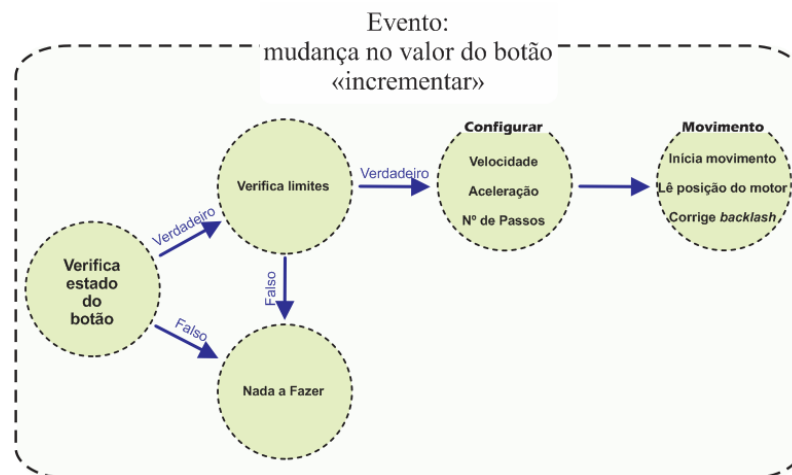 Evento:
mudança no valor do botão
«incrementar»
Verifica
estado
do
botão
Verdadeiro
Falso
Verifica limites
Verdadeiro
Falso
Nada a Fazer
Configurar
Velocidade
Aceleração
Nº de Passos
Movimento
Inícia movimento
Lê posição do motor
Corrige backlash